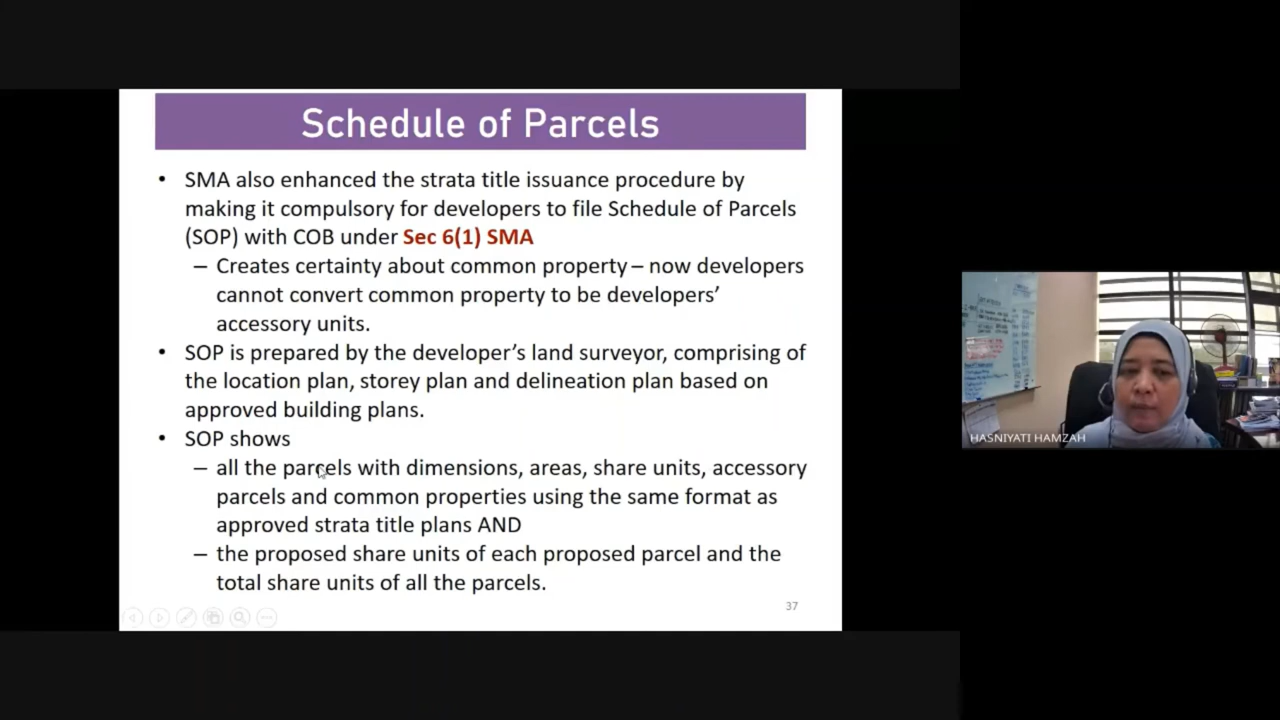 Schedule of Parcels
• SMA also enhanced the strata title issuance procedure by
making it compulsory for developers to file Schedule of Parcels
(SOP) with COB under Sec 6(1) SMA
– Creates certainty about common property – now developers
cannot convert common property to be developers’
accessory units.
• SOP is prepared by the developer’s land surveyor, comprising of
the location plan, storey plan and delineation plan based on
approved building plans.
• SOP shows
– all the parcels with dimensions, areas, share units, accessory
parcels and common properties using the same format as
approved strata title plans AND
– the proposed share units of each proposed parcel and the
total share units of all the parcels.
37
HASNIYATI HAMZAH